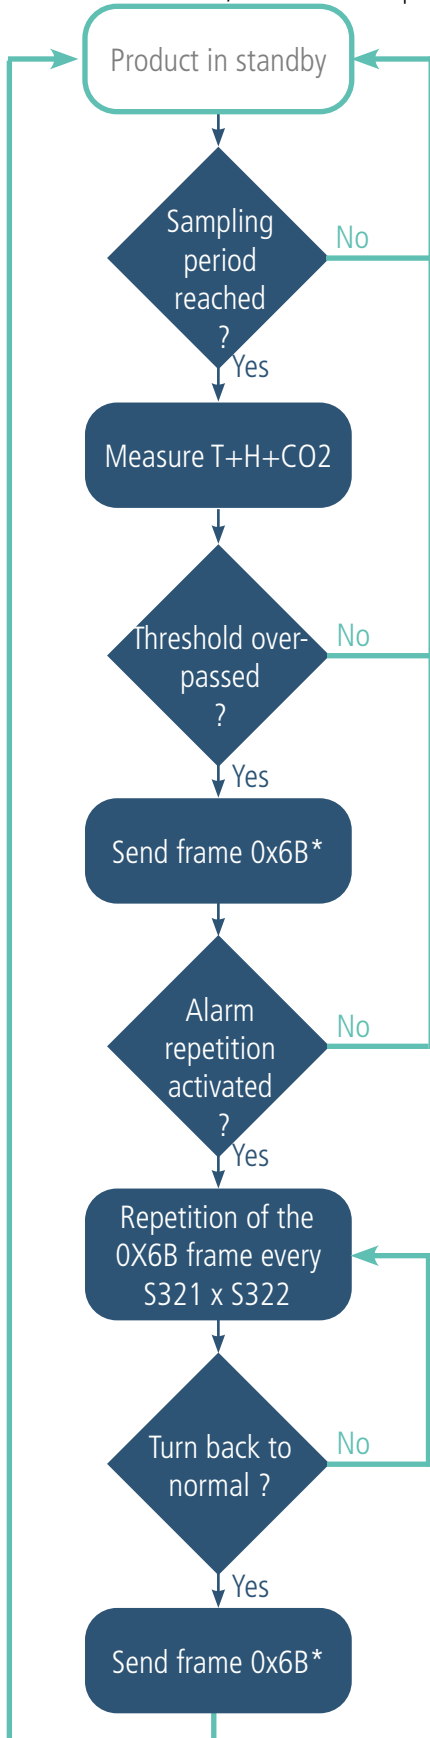 Product in standby
Sampling
period
reached
?
No
Yes
Measure T+H+CO2
Threshold over-
passed
?
No
Yes
Send frame 0x6B*
Alarm
repetition
activated
?
No
Yes
Repetition of the
0X6B frame every
S321 x S322
Turn back to
normal ?
No
Yes
Send frame 0x6B*